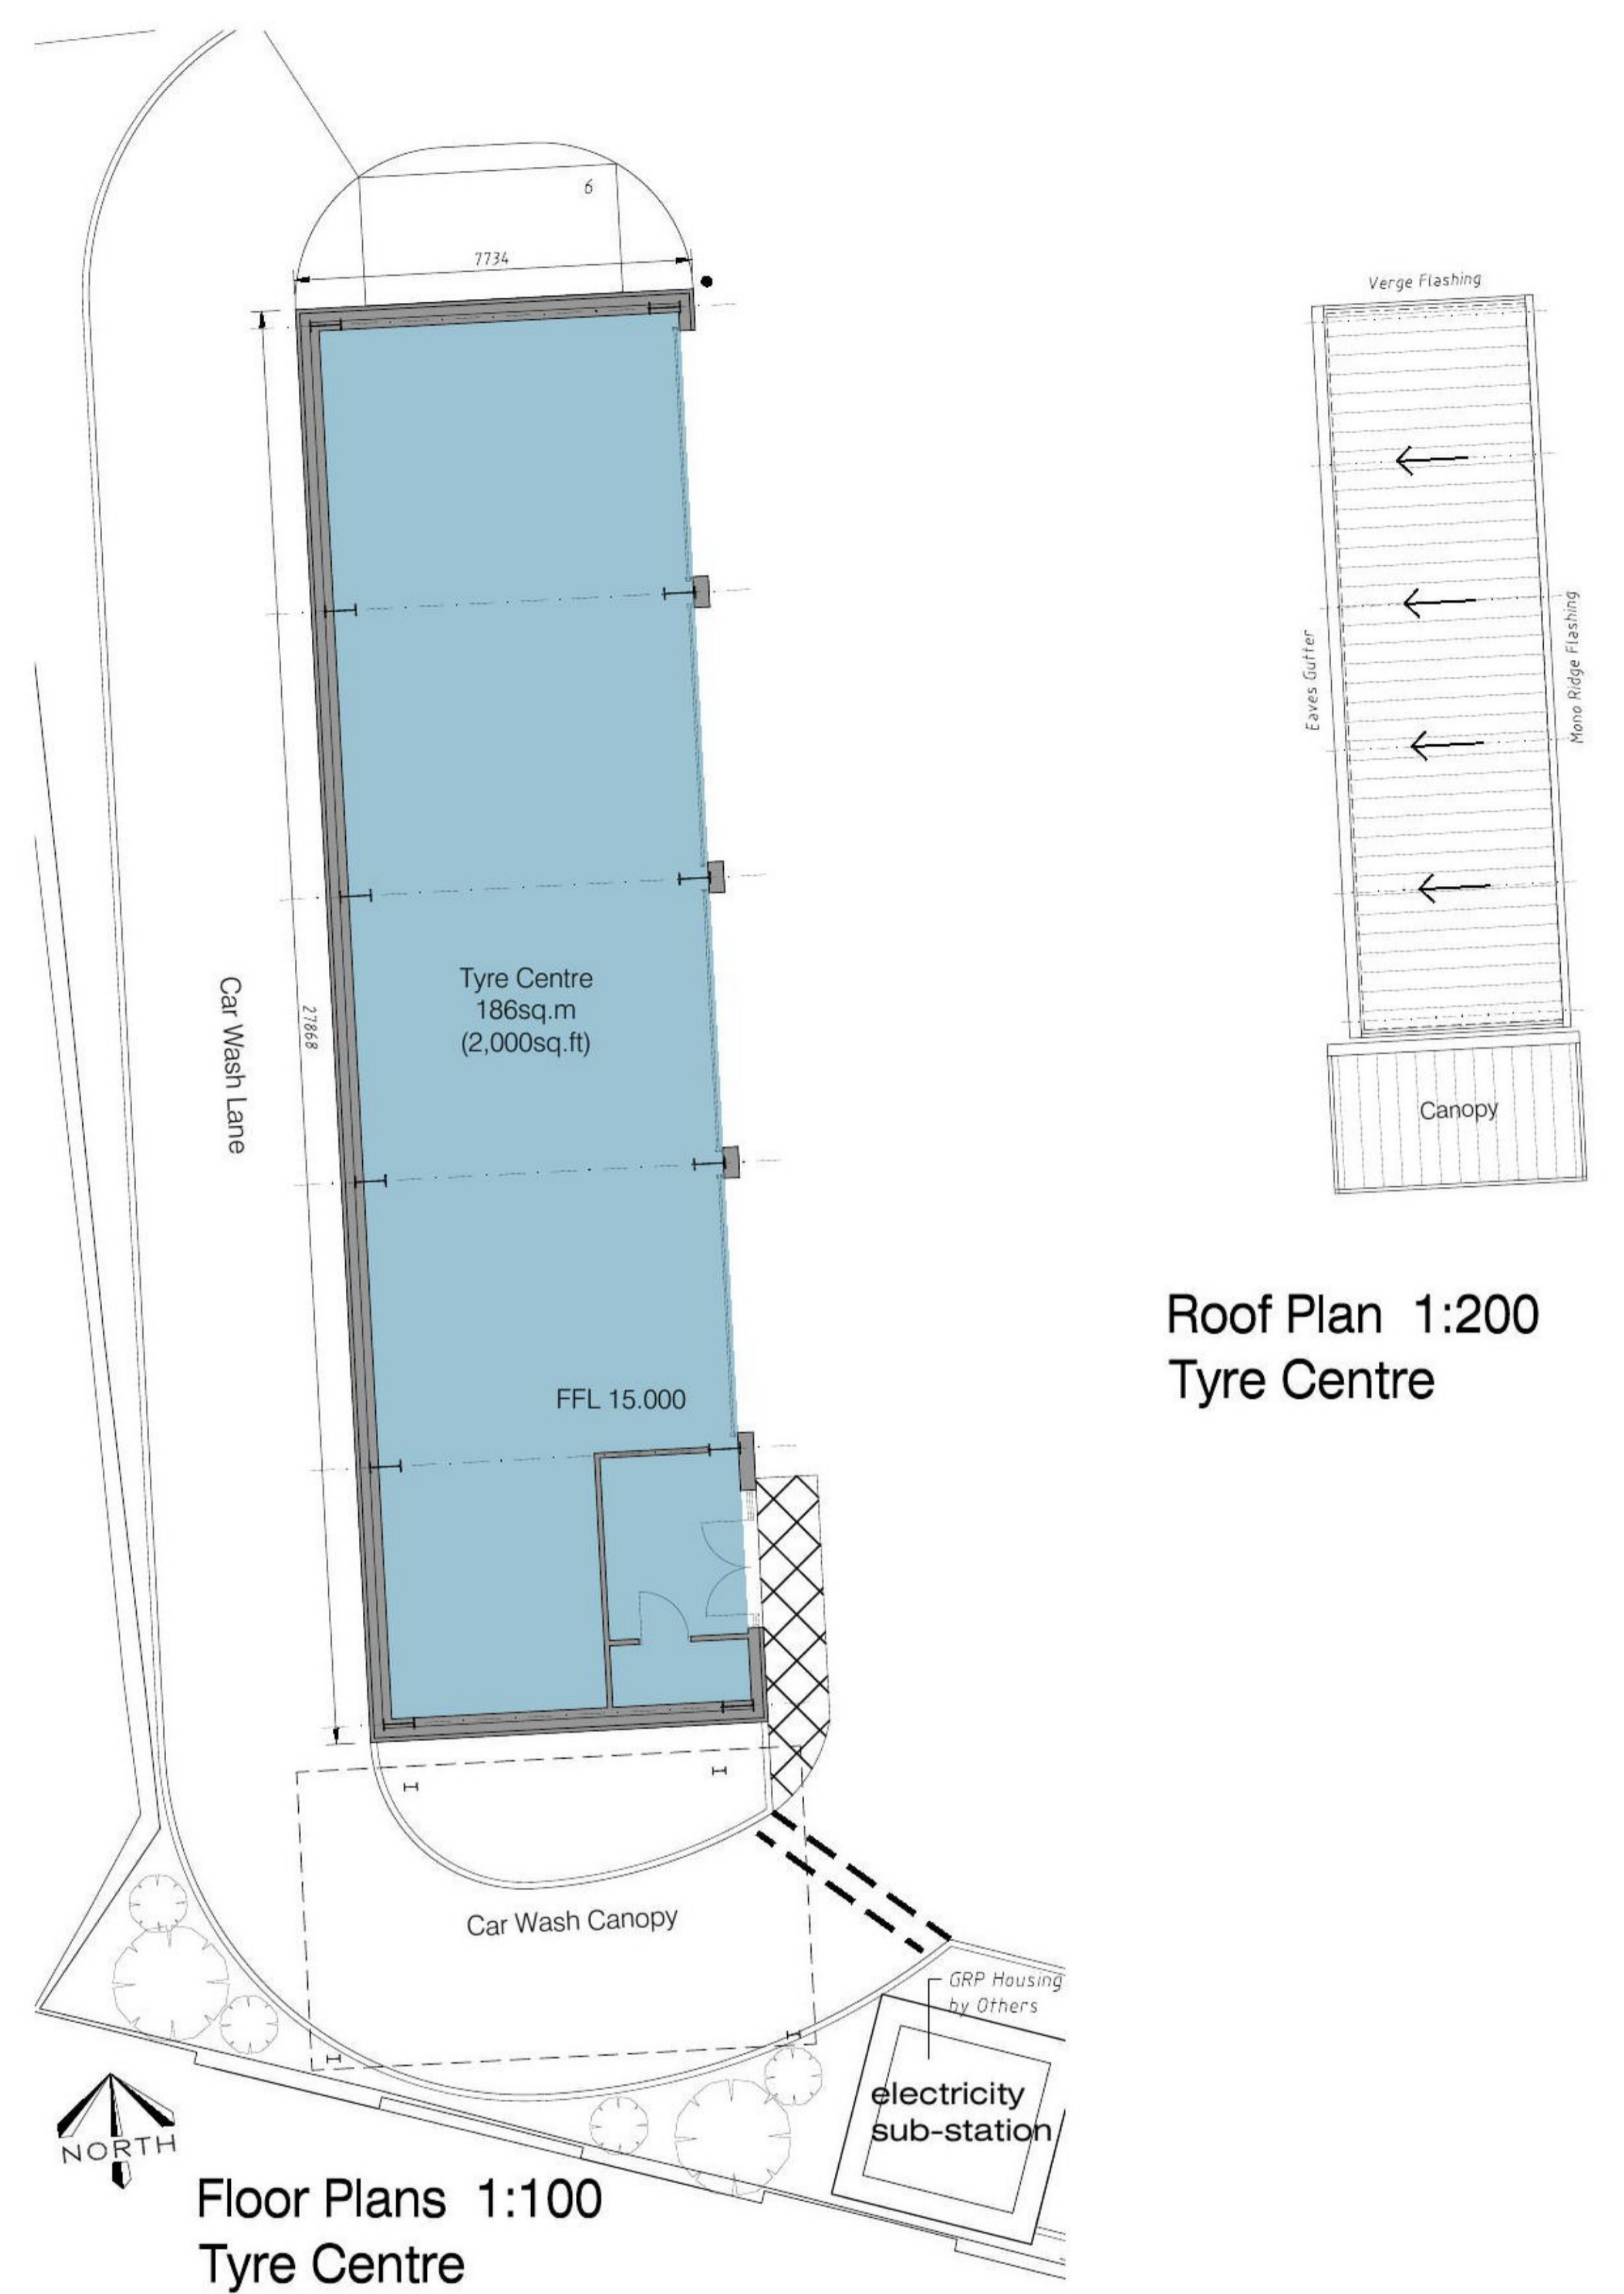 6
7734
Verge Flashing
Eaves Gutter
Mono Ridge Flashing
Car Wash Lane
27868
Tyre Centre
186sq.m
(2,000sq.ft)
Canopy
Roof Plan 1:200
Tyre Centre
FFL 15.000
Car Wash Canopy
GRP Housing
by Others
electricity
sub-station
NORTH
Floor Plans 1:100
Tyre Centre